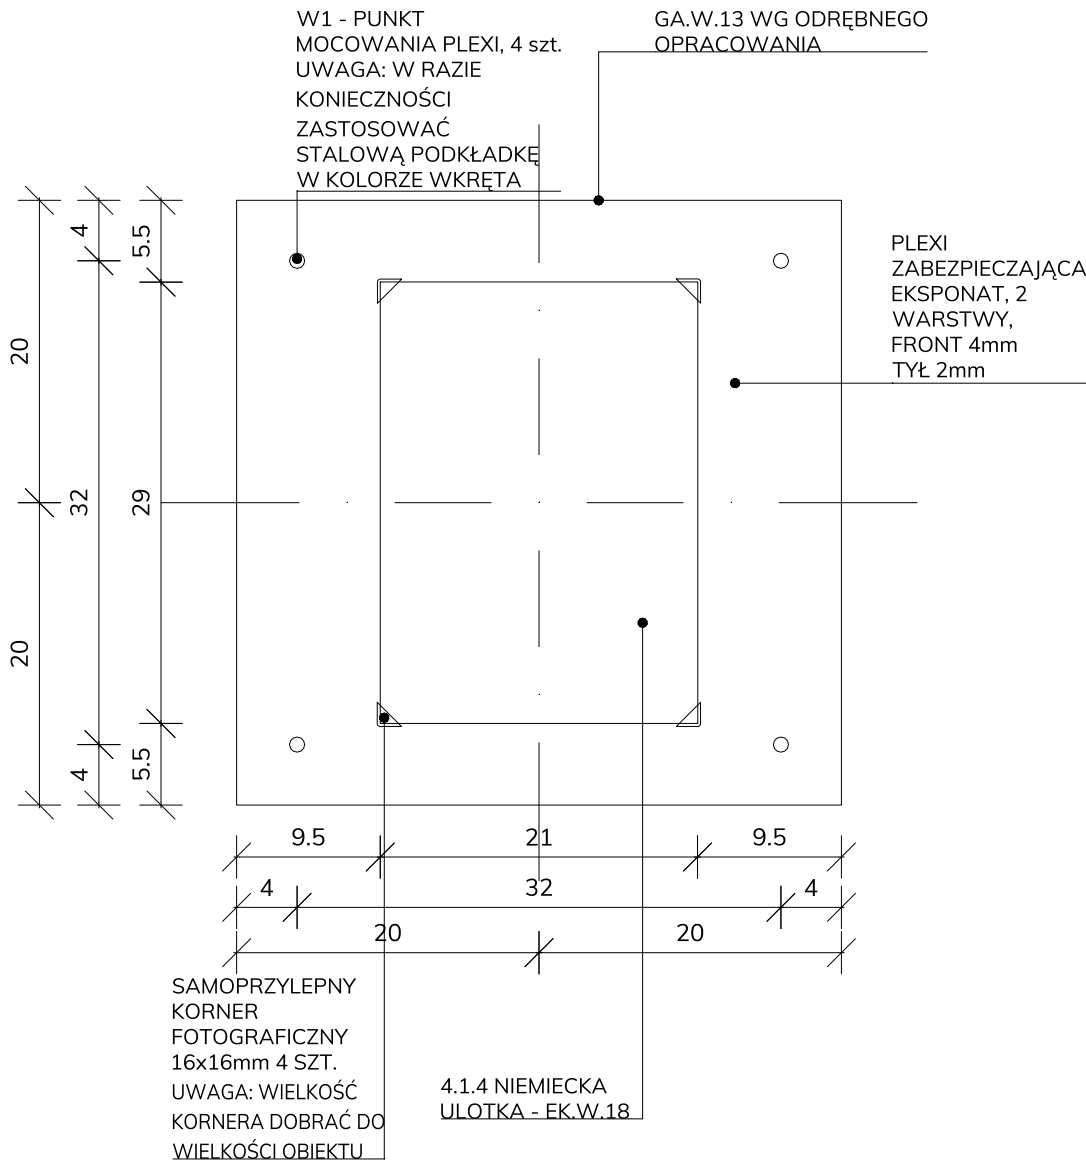 W1 - PUNKT
MOCOWANIA PLEXI, 4 szt.
UWAGA: W RAZIE
KONIECZNOŚCI
ZASTOSOWAĆ
STALOWĄ PODKŁADKĘ
W KOLORZE WKRĘTA
GA.W.13 WG ODRĘBNEGO
OPRACOWANIA
PLEXI
ZABEZPIECZAJĄCA
EKSPONAT, 2
WARSTWY,
FRONT 4mm
TYŁ 2mm
4
5.5
20
32
29
20
4
5.5
9.5 21 9.5
4 32 4
20 20
SAMOPRZYLEPNY
KORNER
FOTOGRAFICZNY
16x16mm 4 SZT.
UWAGA: WIELKOŚĆ
KORNERA DOBRAĆ DO
WIELKOŚCI OBIEKTU
4.1.4 NIEMIECKA
ULOTKA - EK.W.18